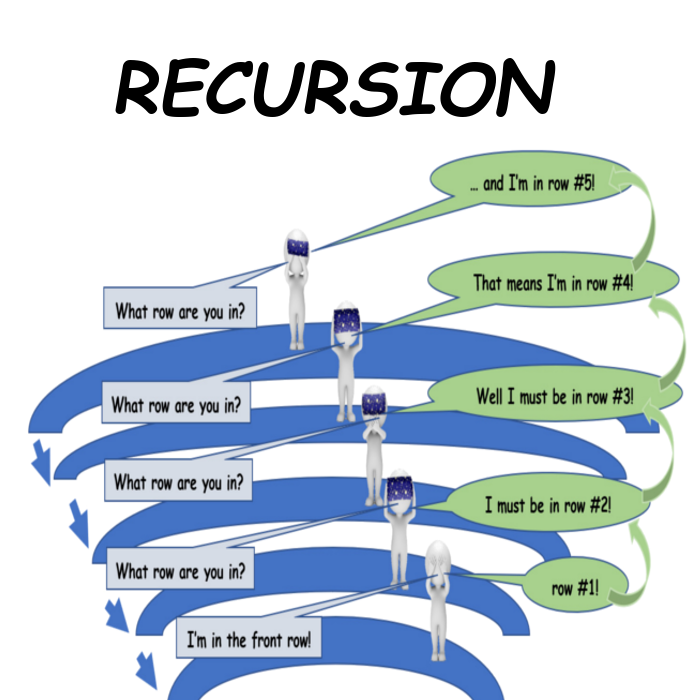 RECURSION
... and I'm in row #5!
What row are you in?
That means I'm in row #4!
What row are you in?
Well I must be in row #3!
What row are you in?
I must be in row #2!
What row are you in?
row #1!
I'm in the front row!